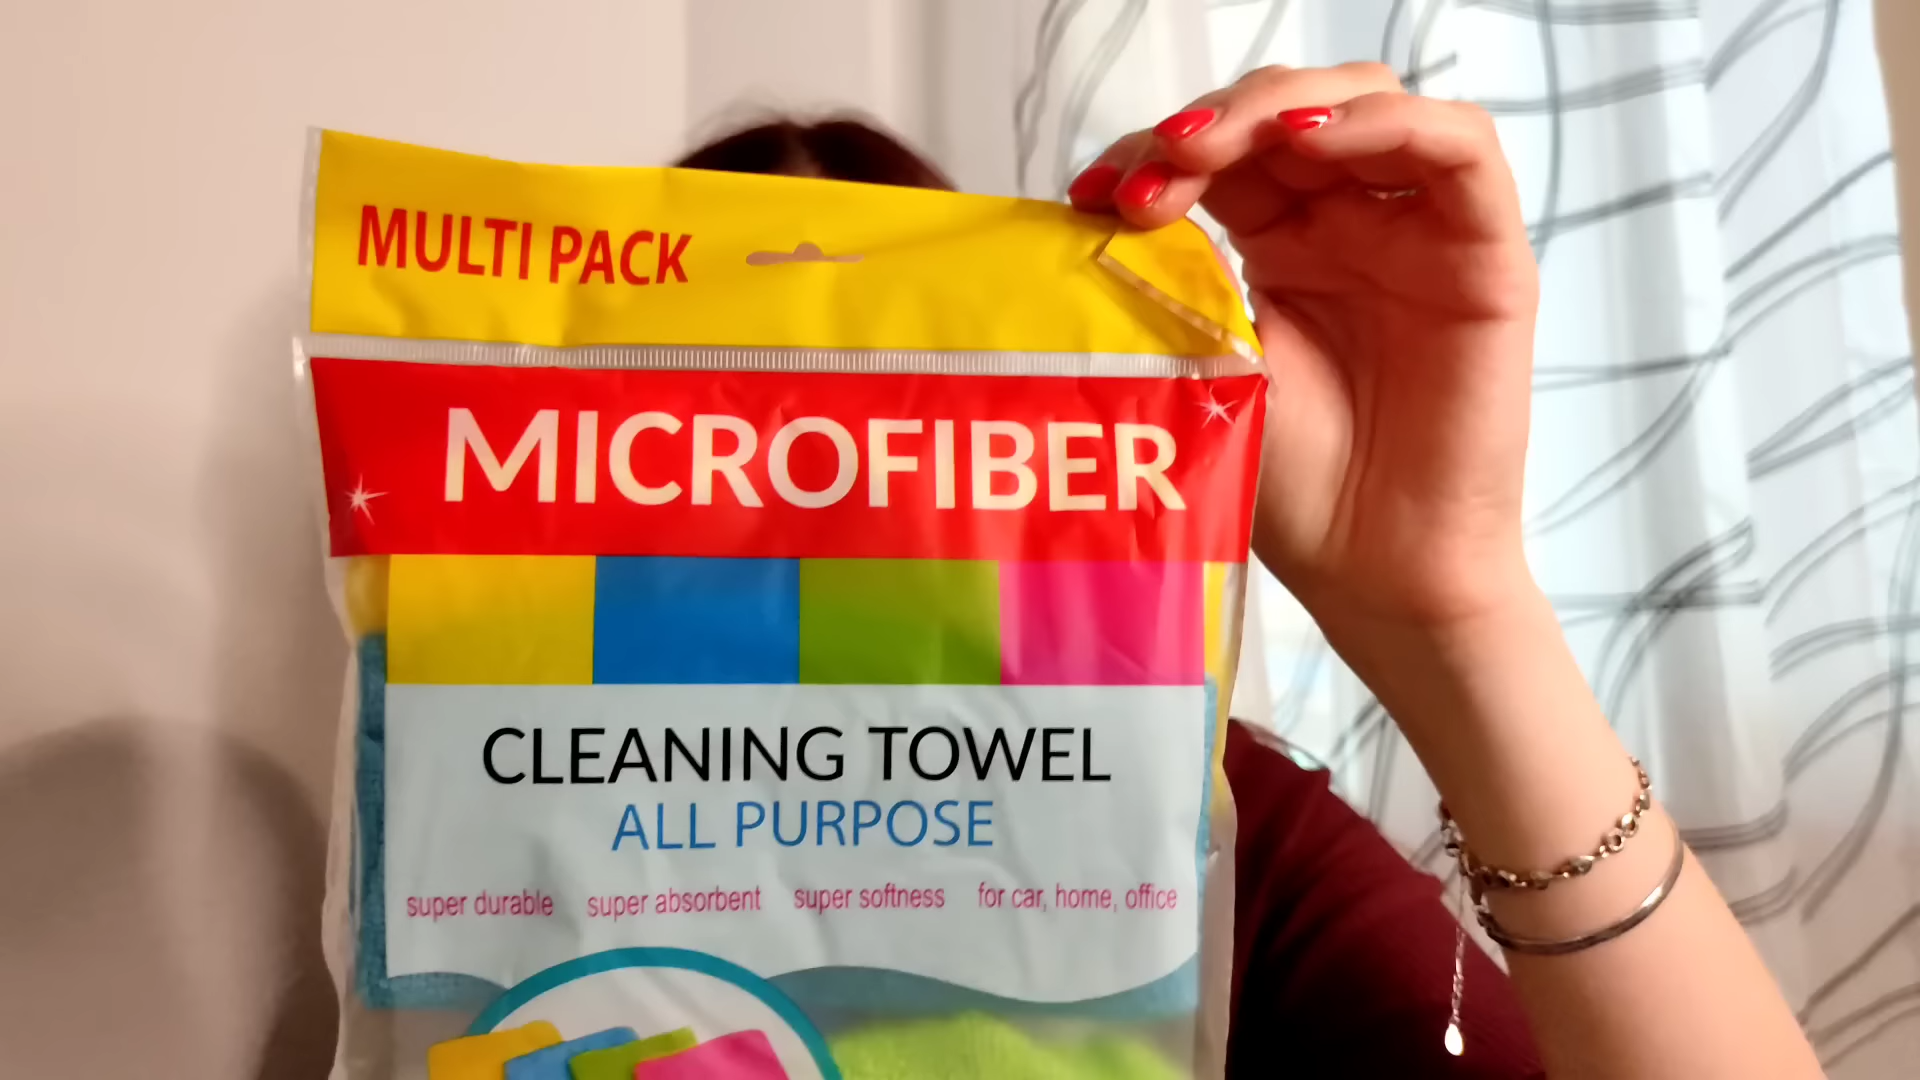 MULTI PACK
MICROFIBER
CLEANING TOWEL
ALL PURPOSE
super durable super absorbent super softness for car, home, office